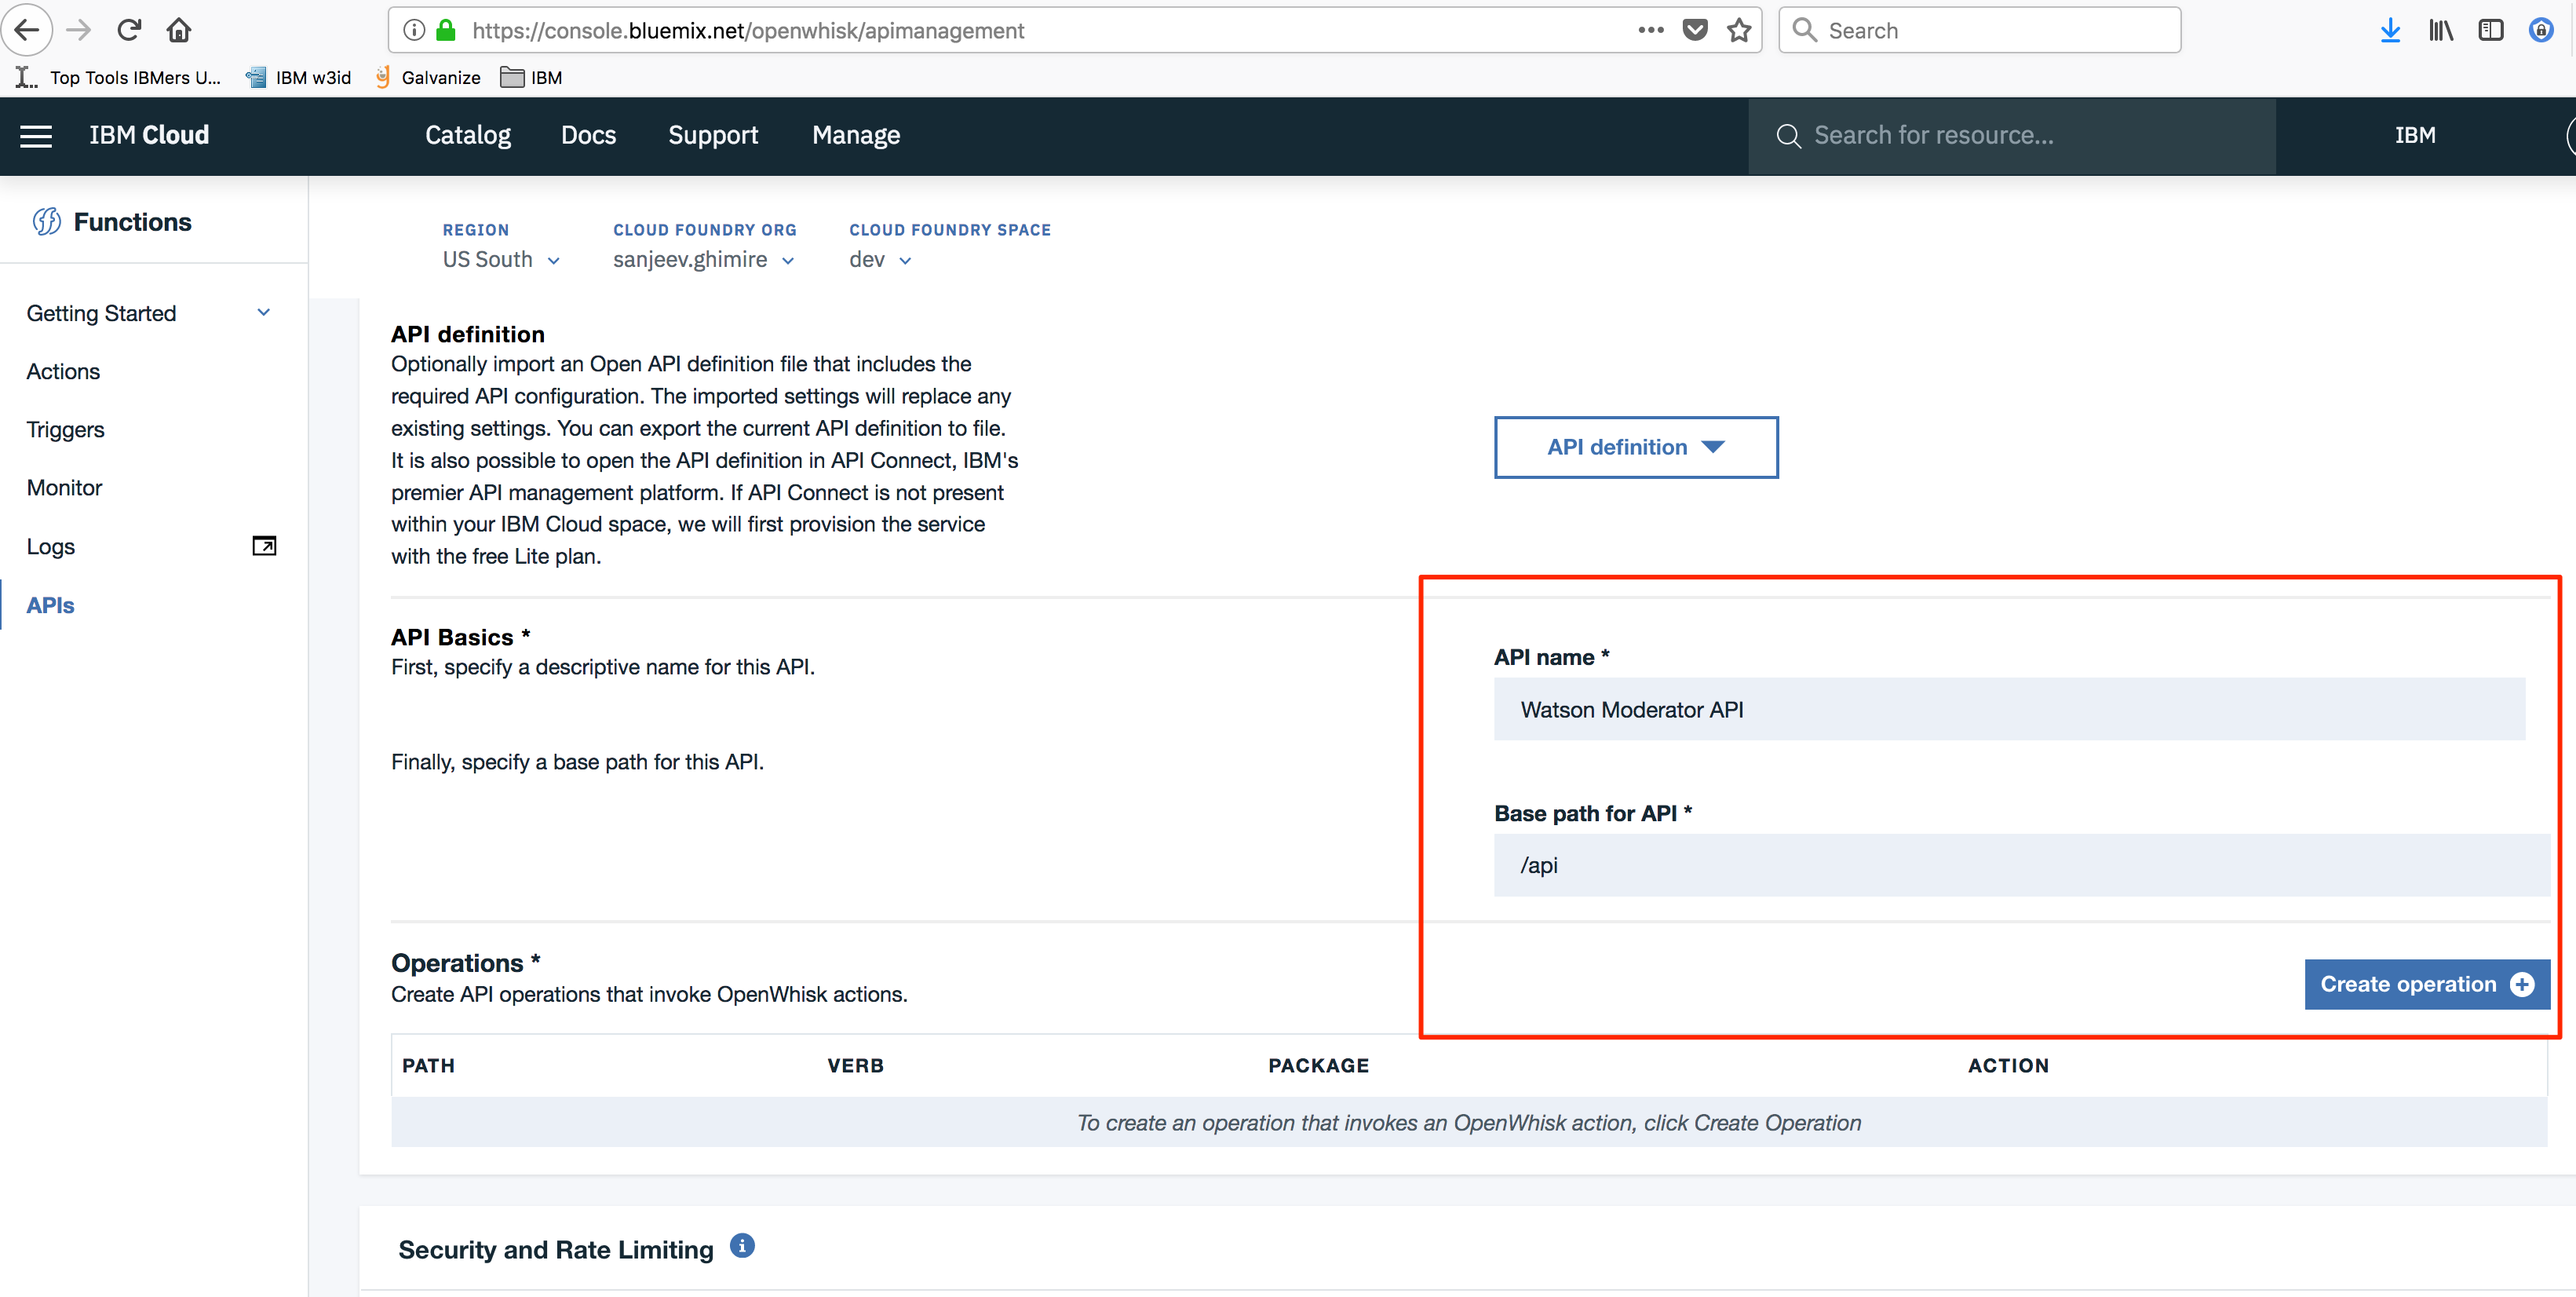 https://console.bluemix.net/openwhisk/apimanagement
Search
Top Tools IBMers U...
IBM w3id
Galvanize
IBM
IBM Cloud
Catalog
Docs
Support
Manage
Search for resource...
IBM
Functions
Getting Started
Actions
Triggers
Monitor
Logs
APIs
REGION
US South
CLOUD FOUNDRY ORG
sanjeev.ghimire
CLOUD FOUNDRY SPACE
dev
API definition
Optionally import an Open API definition file that includes the
required API configuration. The imported settings will replace any
existing settings. You can export the current API definition to file.
It is also possible to open the API definition in API Connect, IBM's
premier API management platform. If API Connect is not present
within your IBM Cloud space, we will first provision the service
with the free Lite plan.
API definition
API Basics *
First, specify a descriptive name for this API.
API name *
Watson Moderator API
Finally, specify a base path for this API.
Base path for API *
/api
Operations *
Create API operations that invoke OpenWhisk actions.
Create operation
PATH
VERB
PACKAGE
ACTION
To create an operation that invokes an OpenWhisk action, click Create Operation
Security and Rate Limiting